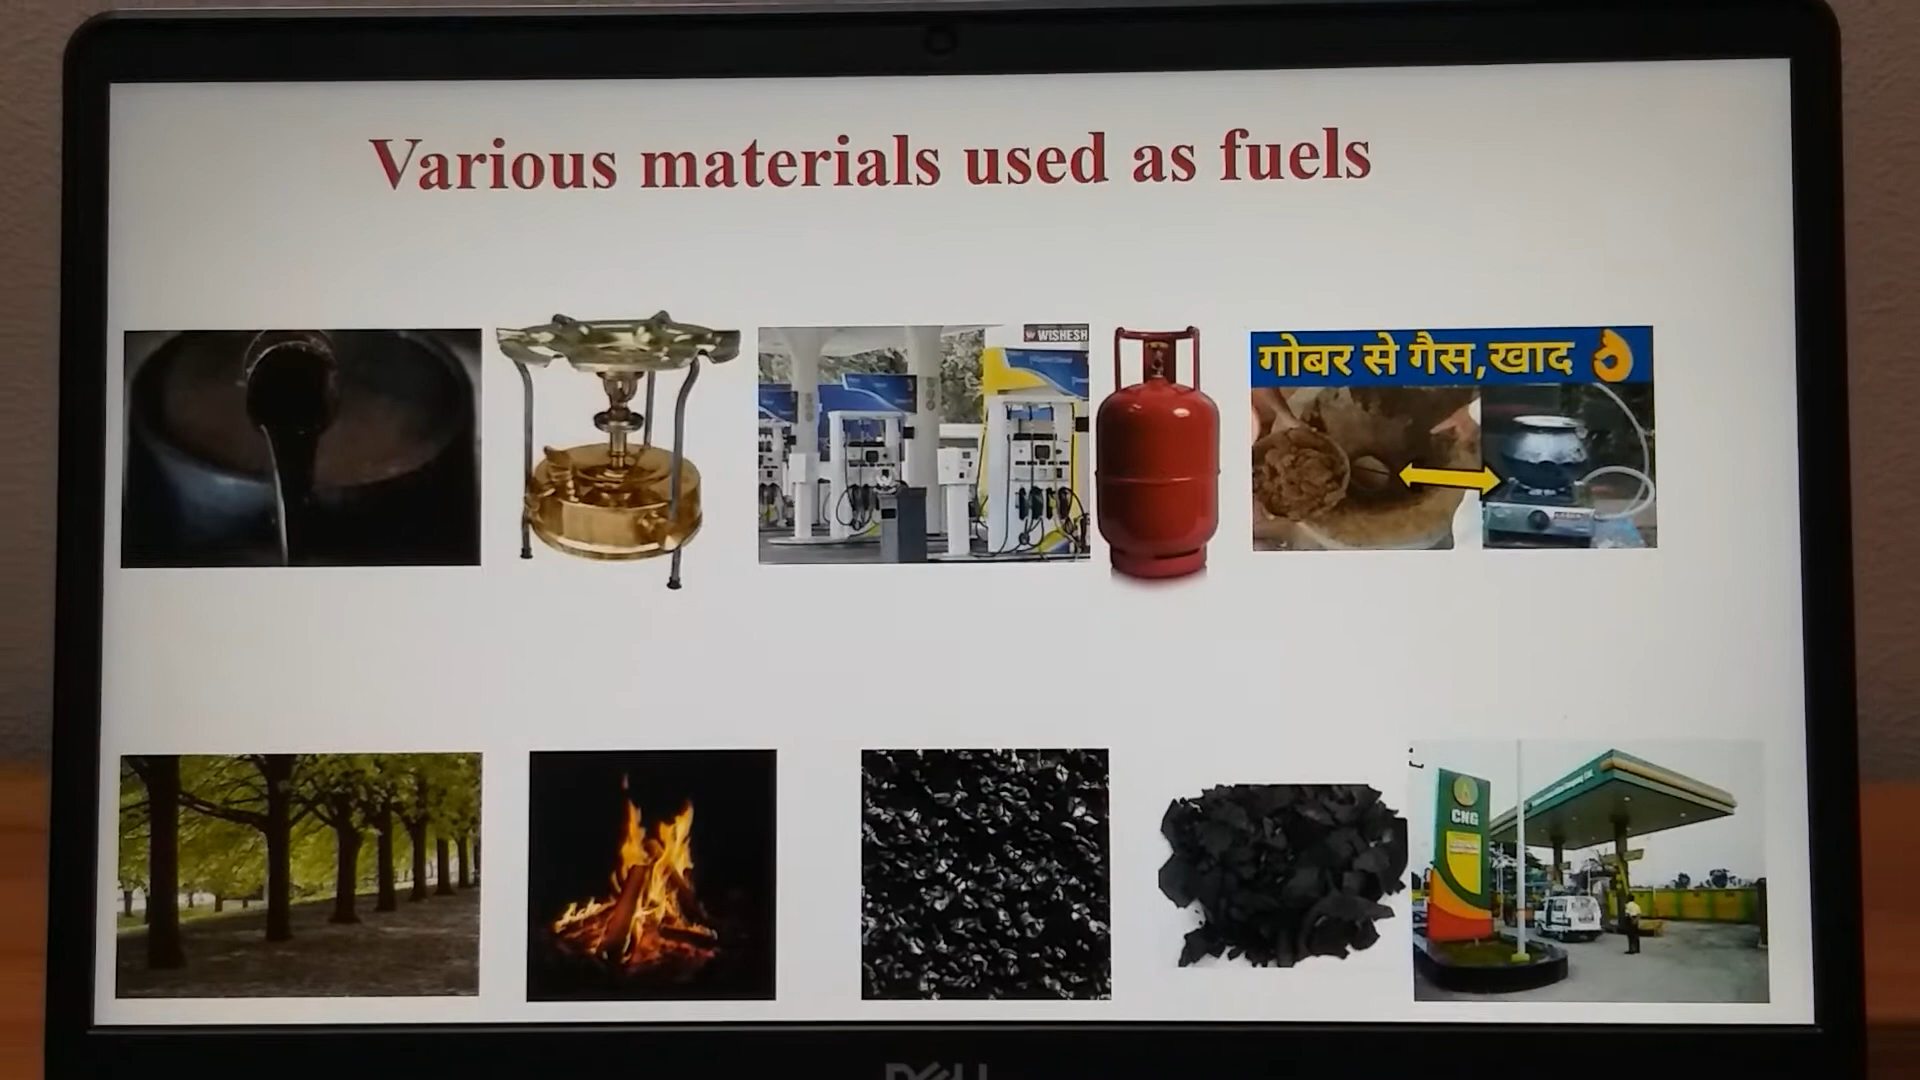 Various materials used as fuels
WISHESH
गोबर से गैस,खाद
CNG
DELL